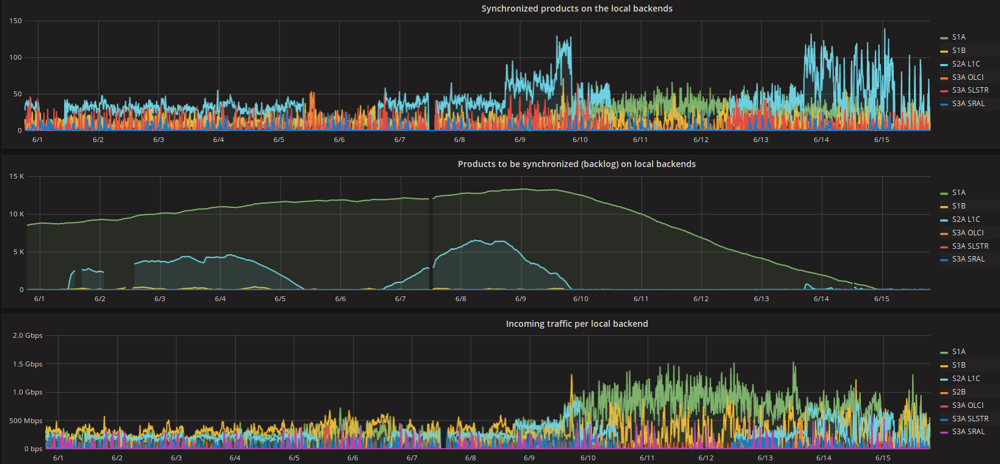 Synchronized products on the local backends
150
100
50
0
6/1 6/2 6/3 6/4 6/5 6/6 6/7 6/8 6/9 6/10 6/11 6/12 6/13 6/14 6/15
S1A
S1B
S2A L1C
S3A OLCI
S3A SLSTR
S3A SRAL
Products to be synchronized (backlog) on local backends
15 K
10 K
5 K
0
6/1 6/2 6/3 6/4 6/5 6/6 6/7 6/8 6/9 6/10 6/11 6/12 6/13 6/14 6/15
S1A
S1B
S2A L1C
S3A OLCI
S3A SLSTR
S3A SRAL
Incoming traffic per local backend
2.0 Gbps
1.5 Gbps
1.0 Gbps
500 Mbps
0 bps
6/1 6/2 6/3 6/4 6/5 6/6 6/7 6/8 6/9 6/10 6/11 6/12 6/13 6/14 6/15
S1A
S1B
S2A L1C
S2B
S3A OLCI
S3A SLSTR
S3A SRAL